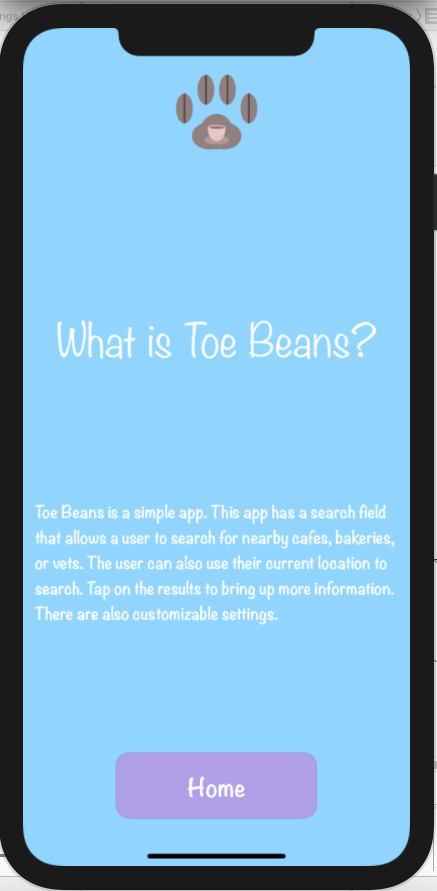 ngs
What is Toe Beans?
Toe Beans is a simple app. This app has a search field
that allows a user to search for nearby cafes, bakeries,
or vets. The user can also use their current location to
search. Tap on the results to bring up more information.
There are also customizable settings.
Home